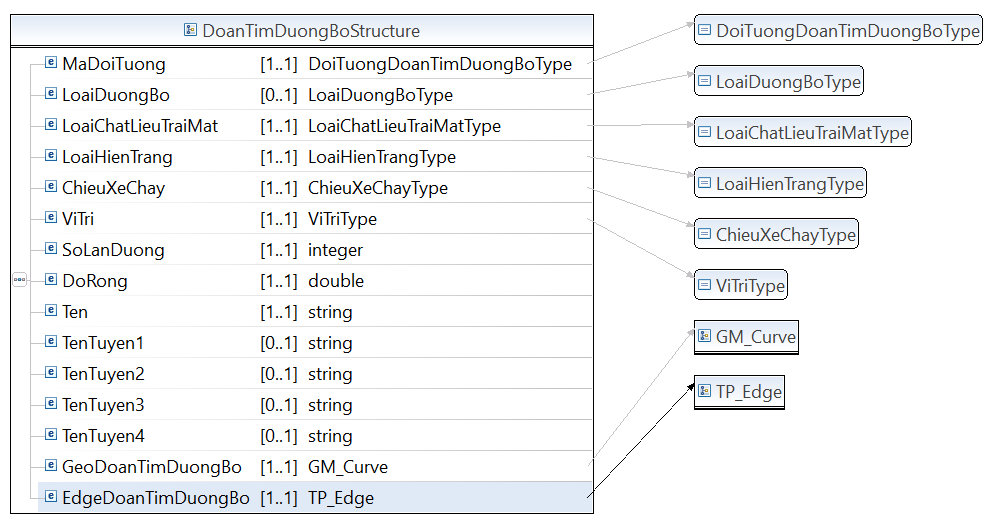 DoanTimDuongBoStructure
MaDoiTuong [1..1] DoiTuongDoanTimDuongBoType
LoaiDuongBo [0..1] LoaiDuongBoType
LoaiChatLieuTraiMat [1..1] LoaiChatLieuTraiMatType
LoaiHienTrang [1..1] LoaiHienTrangType
ChieuXeChay [1..1] ChieuXeChayType
ViTri [1..1] ViTriType
SoLanDuong [1..1] integer
DoRong [1..1] double
Ten [1..1] string
TenTuyen1 [0..1] string
TenTuyen2 [0..1] string
TenTuyen3 [0..1] string
TenTuyen4 [0..1] string
GeoDoanTimDuongBo [1..1] GM_Curve
EdgeDoanTimDuongBo [1..1] TP_Edge
DoiTuongDoanTimDuongBoType
LoaiDuongBoType
LoaiChatLieuTraiMatType
LoaiHienTrangType
ChieuXeChayType
ViTriType
GM_Curve
TP_Edge